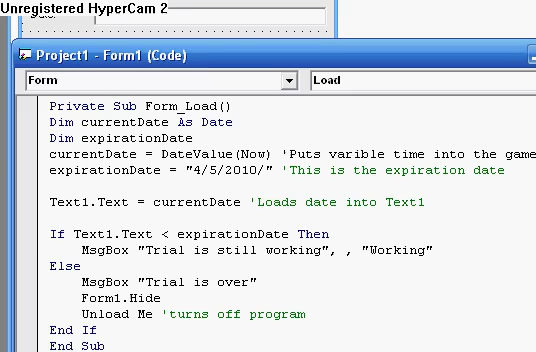 Unregistered HyperCam 2
Project1 - Form1 (Code)
Form Load
Private Sub Form_Load()
Dim currentDate As Date
Dim expirationDate
currentDate = DateValue(Now) 'Puts varible time into the game
expirationDate = "4/5/2010/" 'This is the expiration date
Text1.Text = currentDate 'Loads date into Text1
If Text1.Text < expirationDate Then
MsgBox "Trial is still working", , "Working"
Else
MsgBox "Trial is over"
Form1.Hide
Unload Me 'turns off program
End If
End Sub